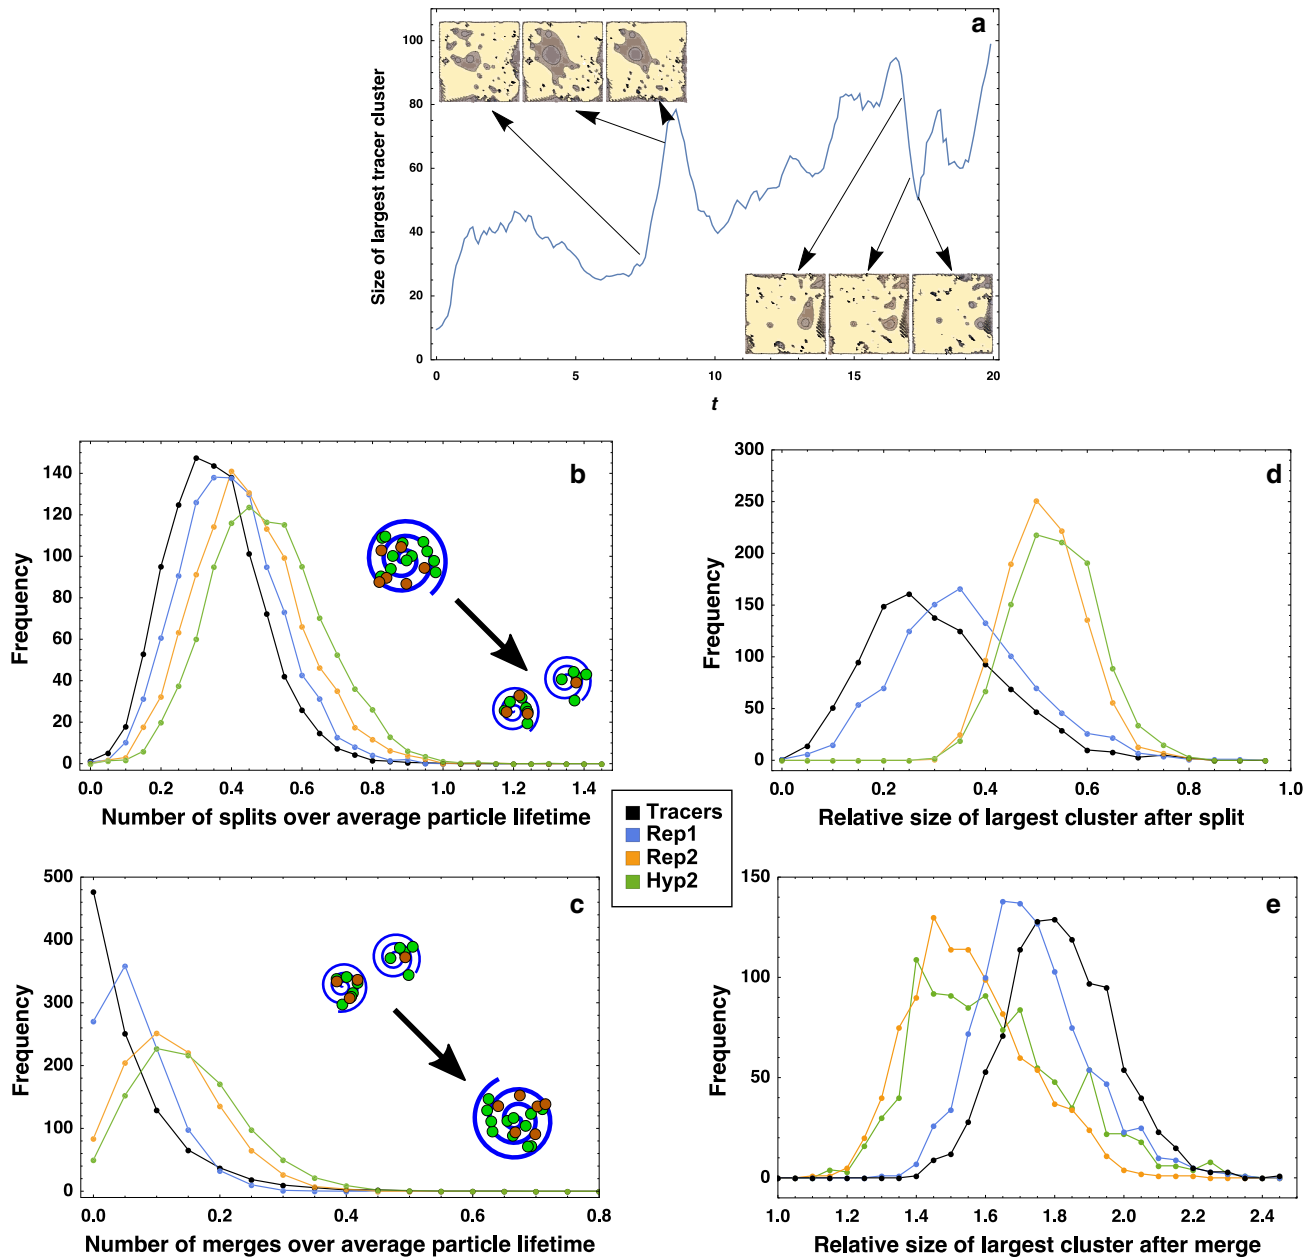 a
Size of largest tracer cluster
100
80
60
40
20
0
0 5 10 15 20
t
b
Frequency
140
120
100
80
60
40
20
0
0.0 0.2 0.4 0.6 0.8 1.0 1.2 1.4
Number of splits over average particle lifetime
d
Frequency
300
250
200
150
100
50
0
0.0 0.2 0.4 0.6 0.8 1.0
Relative size of largest cluster after split
Tracers
Rep1
Rep2
Hyp2
c
Frequency
500
400
300
200
100
0
0.0 0.2 0.4 0.6 0.8
Number of merges over average particle lifetime
e
Frequency
150
100
50
0
1.0 1.2 1.4 1.6 1.8 2.0 2.2 2.4
Relative size of largest cluster after merge